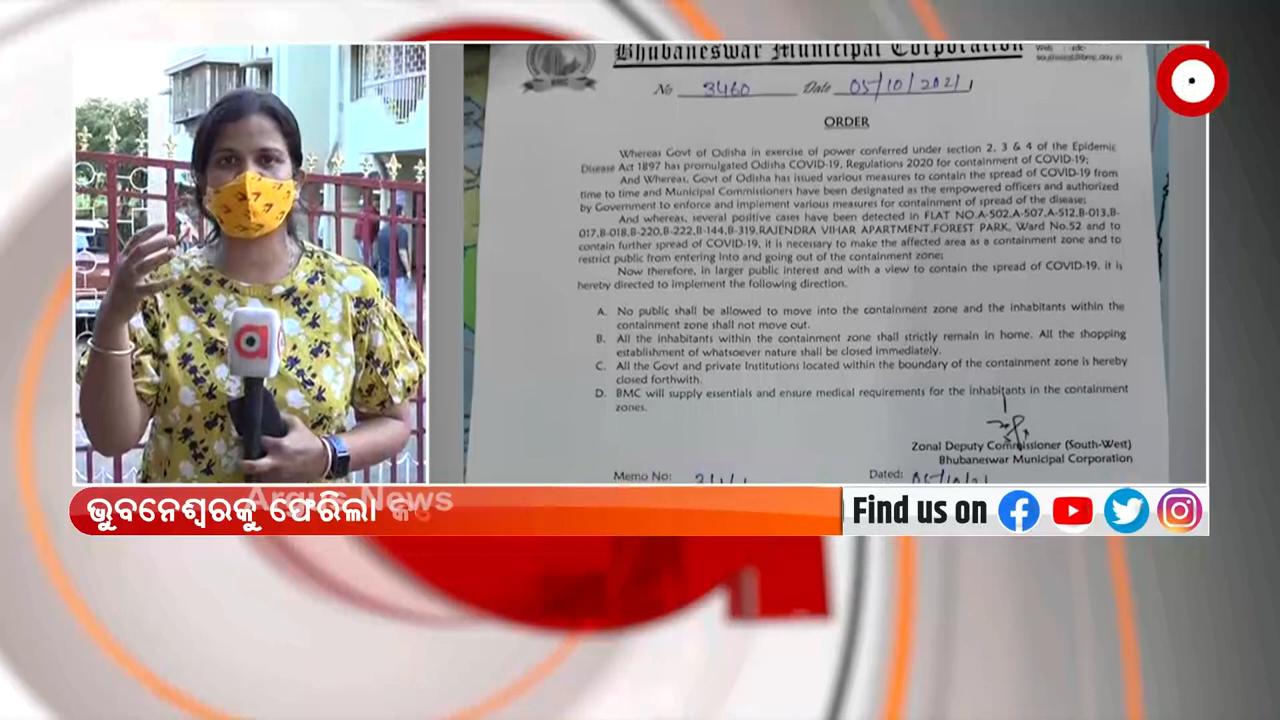 Bhubaneswar Municipal Corporation
BMC
No 3460 Date 05/10/2021
ORDER
Whereas Govt of Odisha in exercise of power conferred under section 2, 3 & 4 of the Epidemic
Disease Act 1897 has promulgated Odisha COVID-19, Regulations 2020 for containment of COVID-19;
And Whereas, Govt of Odisha has issued various measures to contain the spread of COVID-19 from
time to time and Municipal Commissioners have been designated as the empowered officers and authorized
by Government to enforce and implement various measures for containment of spread of the disease;
And whereas, several positive cases have been detected in FLAT NO.A-502,A-507,A-512,B-013,B-
017,B-018,B-220,B-222,B-144,B-319,RAJENDRA VIHAR APARTMENT,FOREST PARK, Ward No.52 and to
contain further spread of COVID-19, it is necessary to make the affected area as a containment zone and to
restrict public from entering into and going out of the containment zone;
Now therefore, in larger public interest and with a view to contain the spread of COVID-19, it is
hereby directed to implement the following direction.
A. No public shall be allowed to move into the containment zone and the inhabitants within the
containment zone shall not move out.
B. All the inhabitants within the containment zone shall strictly remain in home. All the shopping
establishment of whatsoever nature shall be closed immediately.
C. All the Govt and private Institutions located within the boundary of the containment zone is hereby
closed forthwith.
D. BMC will supply essentials and ensure medical requirements for the inhabitants in the containment
zones.
Zonal Deputy Commissioner (South-West)
Bhubaneswar Municipal Corporation
Memo No: Dated:
Argus News
ଭୁବନେଶ୍ୱରକୁ ଫେରିଲା କ
Find us on